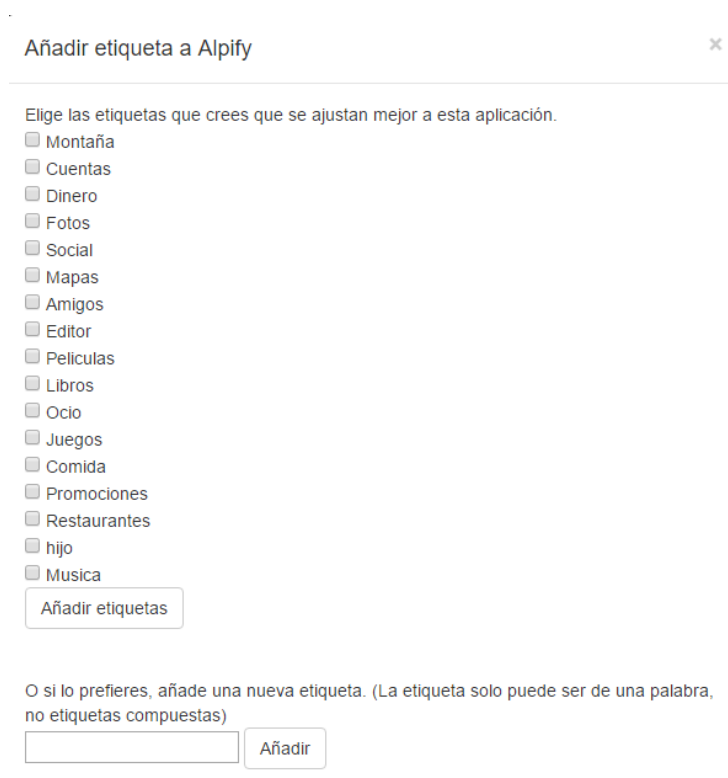 Añadir etiqueta a Alpify
×
Elige las etiquetas que crees que se ajustan mejor a esta aplicación.
Montaña
Cuentas
Dinero
Fotos
Social
Mapas
Amigos
Editor
Peliculas
Libros
Ocio
Juegos
Comida
Promociones
Restaurantes
hijo
Musica
Añadir etiquetas
O si lo prefieres, añade una nueva etiqueta. (La etiqueta solo puede ser de una palabra,
no etiquetas compuestas)
Añadir